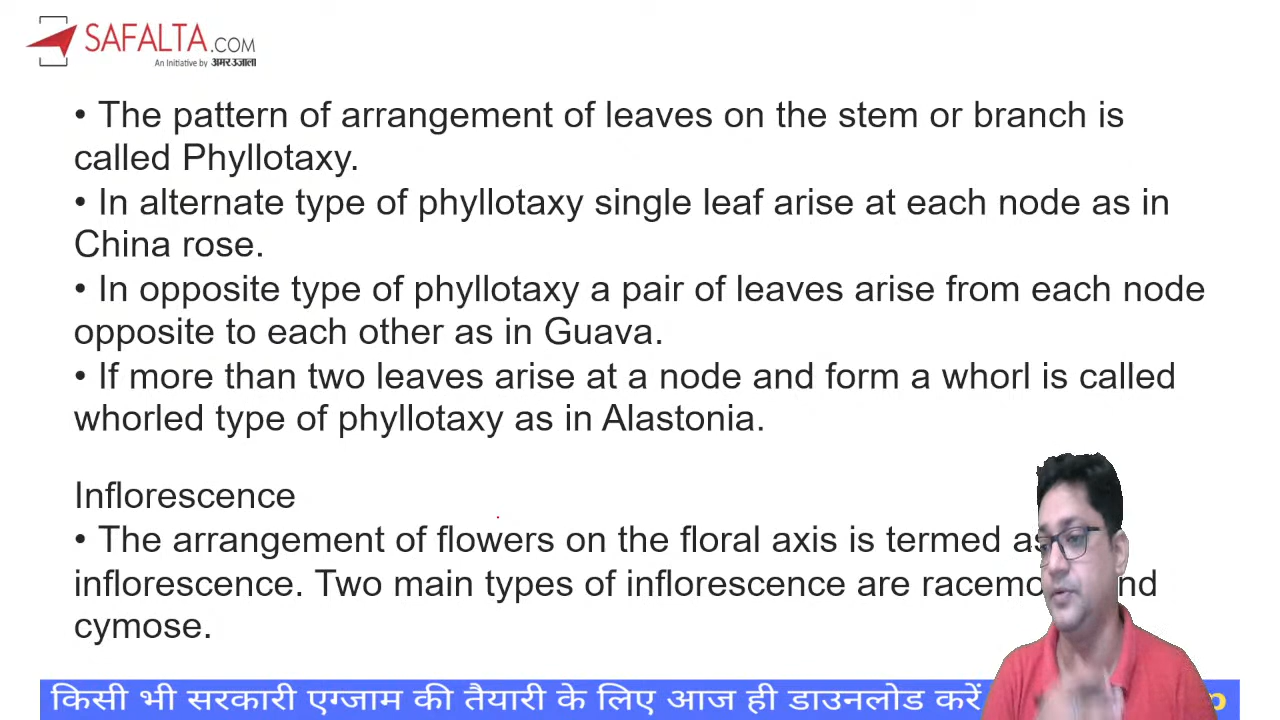 SAFALTA.COM
An Initiative by अमर उजाला
• The pattern of arrangement of leaves on the stem or branch is
called Phyllotaxy.
• In alternate type of phyllotaxy single leaf arise at each node as in
China rose.
• In opposite type of phyllotaxy a pair of leaves arise from each node
opposite to each other as in Guava.
• If more than two leaves arise at a node and form a whorl is called
whorled type of phyllotaxy as in Alastonia.
Inflorescence
• The arrangement of flowers on the floral axis is termed as
inflorescence. Two main types of inflorescence are
cymose.
किसी भी सरकारी एग्जाम की तैयारी के लिए आज ही डाउनलोड करें